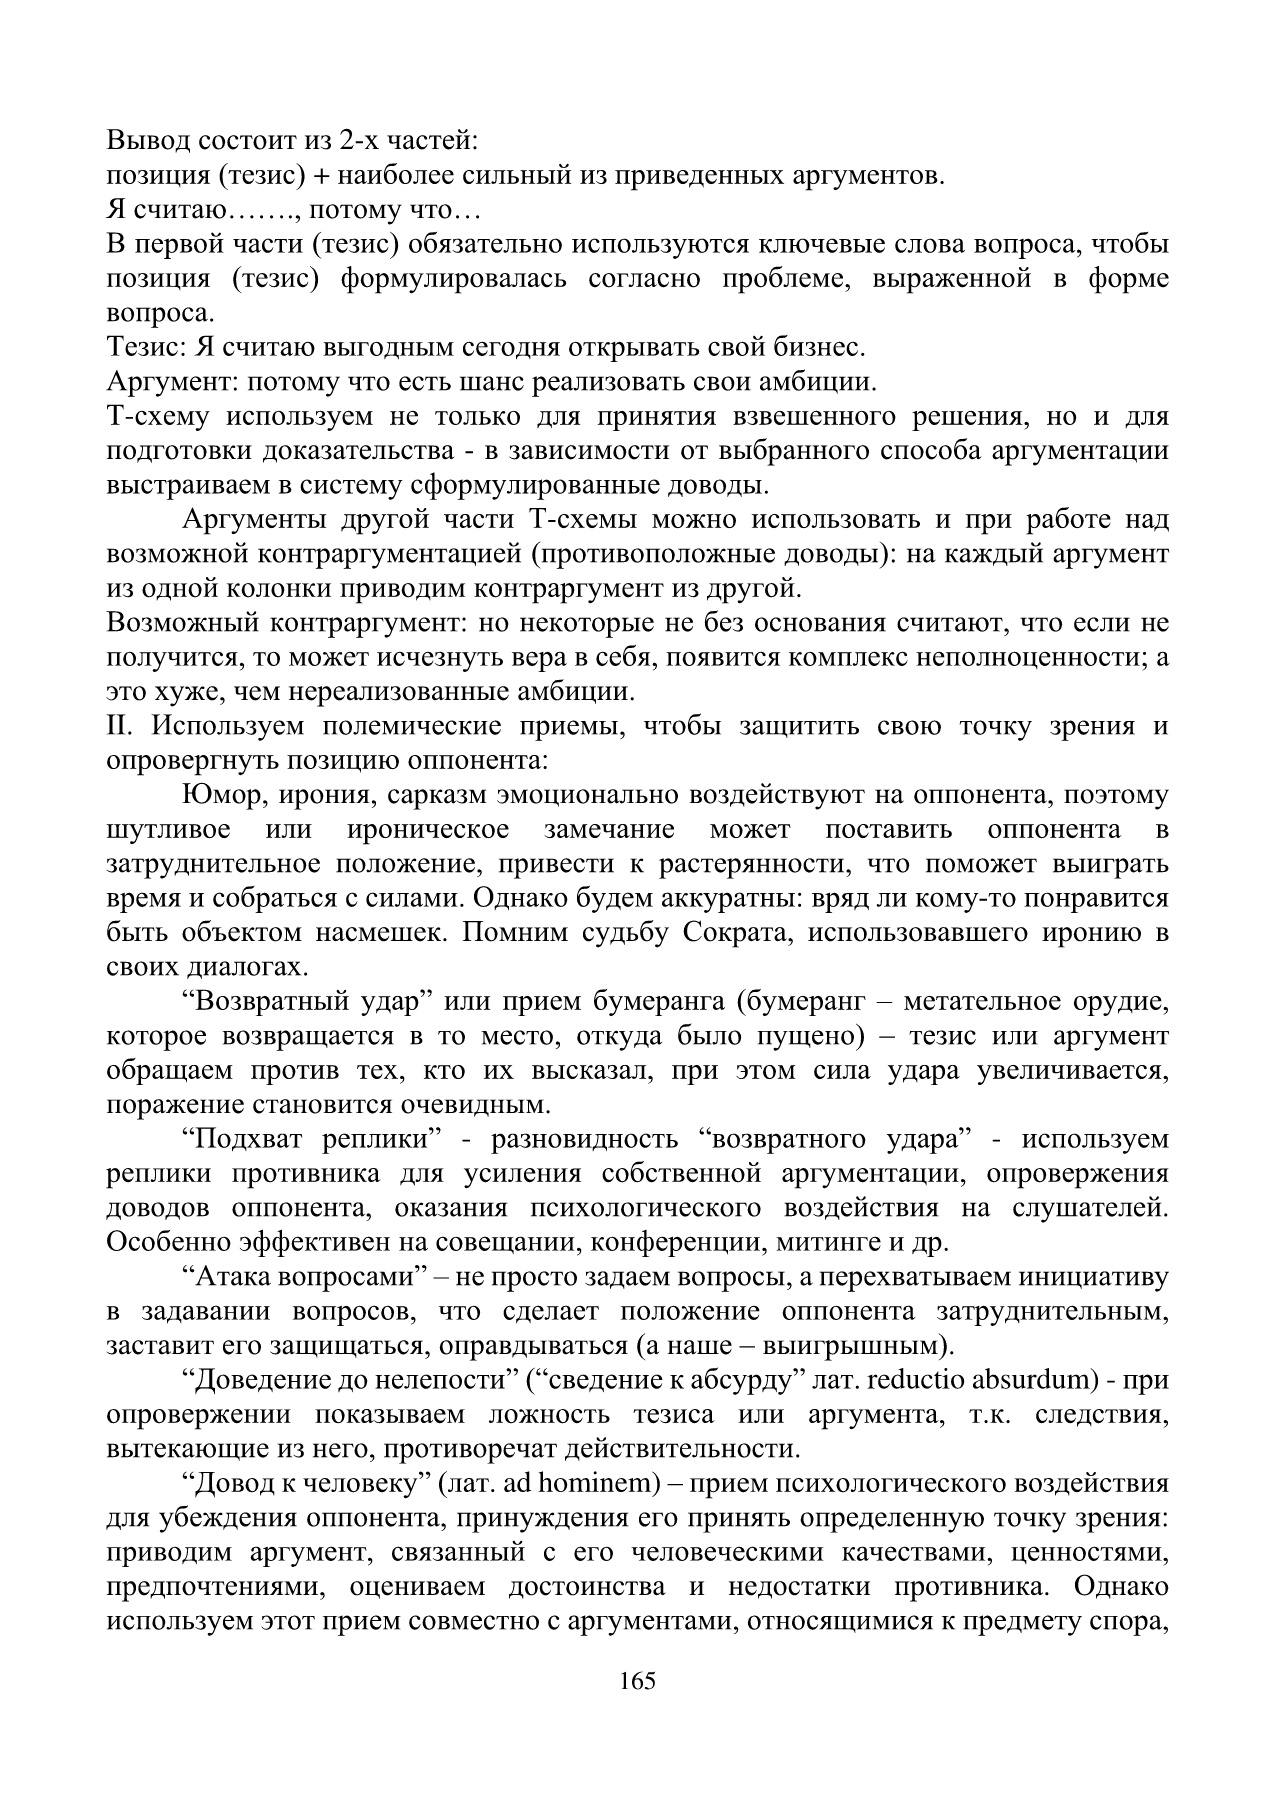 Вывод состоит из 2-х частей:
позиция (тезис) + наиболее сильный из приведенных аргументов.
Я считаю……., потому что…
В первой части (тезис) обязательно используются ключевые слова вопроса, чтобы
позиция (тезис) формулировалась согласно проблеме, выраженной в форме
вопроса.
Тезис: Я считаю выгодным сегодня открывать свой бизнес.
Аргумент: потому что есть шанс реализовать свои амбиции.
Т-схему используем не только для принятия взвешенного решения, но и для
подготовки доказательства - в зависимости от выбранного способа аргументации
выстраиваем в систему сформулированные доводы.
Аргументы другой части Т-схемы можно использовать и при работе над
возможной контраргументацией (противоположные доводы): на каждый аргумент
из одной колонки приводим контраргумент из другой.
Возможный контраргумент: но некоторые не без основания считают, что если не
получится, то может исчезнуть вера в себя, появится комплекс неполноценности; а
это хуже, чем нереализованные амбиции.
II. Используем полемические приемы, чтобы защитить свою точку зрения и
опровергнуть позицию оппонента:
Юмор, ирония, сарказм эмоционально воздействуют на оппонента, поэтому
шутливое или ироническое замечание может поставить оппонента в
затруднительное положение, привести к растерянности, что поможет выиграть
время и собраться с силами. Однако будем аккуратны: вряд ли кому-то понравится
быть объектом насмешек. Помним судьбу Сократа, использовавшего иронию в
своих диалогах.
“Возвратный удар” или прием бумеранга (бумеранг – метательное орудие,
которое возвращается в то место, откуда было пущено) – тезис или аргумент
обращаем против тех, кто их высказал, при этом сила удара увеличивается,
поражение становится очевидным.
“Подхват реплики” - разновидность “возвратного удара” - используем
реплики противника для усиления собственной аргументации, опровержения
доводов оппонента, оказания психологического воздействия на слушателей.
Особенно эффективен на совещании, конференции, митинге и др.
“Атака вопросами” – не просто задаем вопросы, а перехватываем инициативу
в задавании вопросов, что сделает положение оппонента затруднительным,
заставит его защищаться, оправдываться (а наше – выигрышным).
“Доведение до нелепости” (“сведение к абсурду” лат. reductio absurdum) - при
опровержении показываем ложность тезиса или аргумента, т.к. следствия,
вытекающие из него, противоречат действительности.
“Довод к человеку” (лат. ad hominem) – прием психологического воздействия
для убеждения оппонента, принуждения его принять определенную точку зрения:
приводим аргумент, связанный с его человеческими качествами, ценностями,
предпочтениями, оцениваем достоинства и недостатки противника. Однако
используем этот прием совместно с аргументами, относящимися к предмету спора,
165